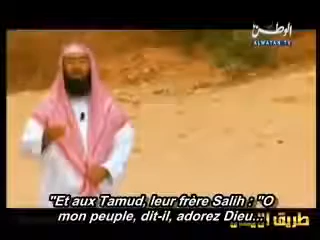 الوطن
ALWATAN TV
"Et aux Tamud, leur frère Salih : "O
mon peuple, dit-il, adorez Dieu...
طريق